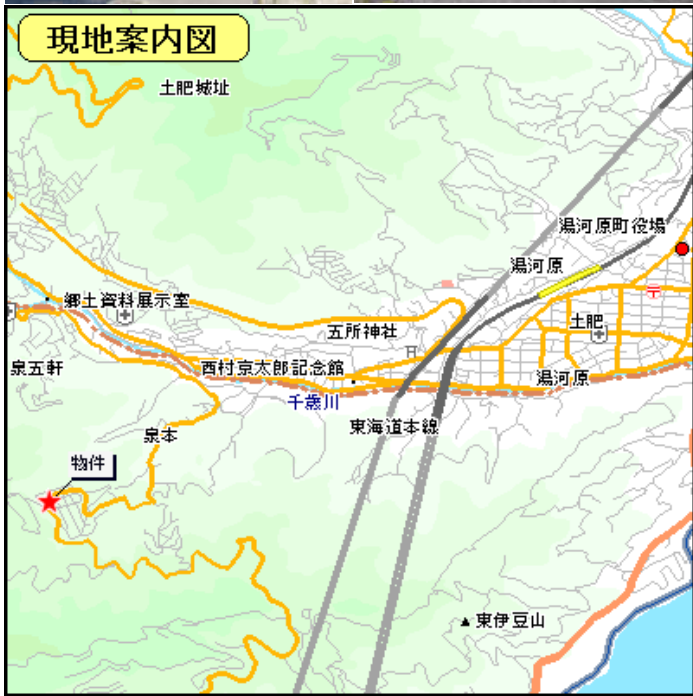 現地案内図
土肥城址
湯河原町役場
湯河原
郷土資料展示室
五所神社
土肥
泉五軒
西村京太郎記念館
湯河原
千歳川
東海道本線
泉本
物件
東伊豆山